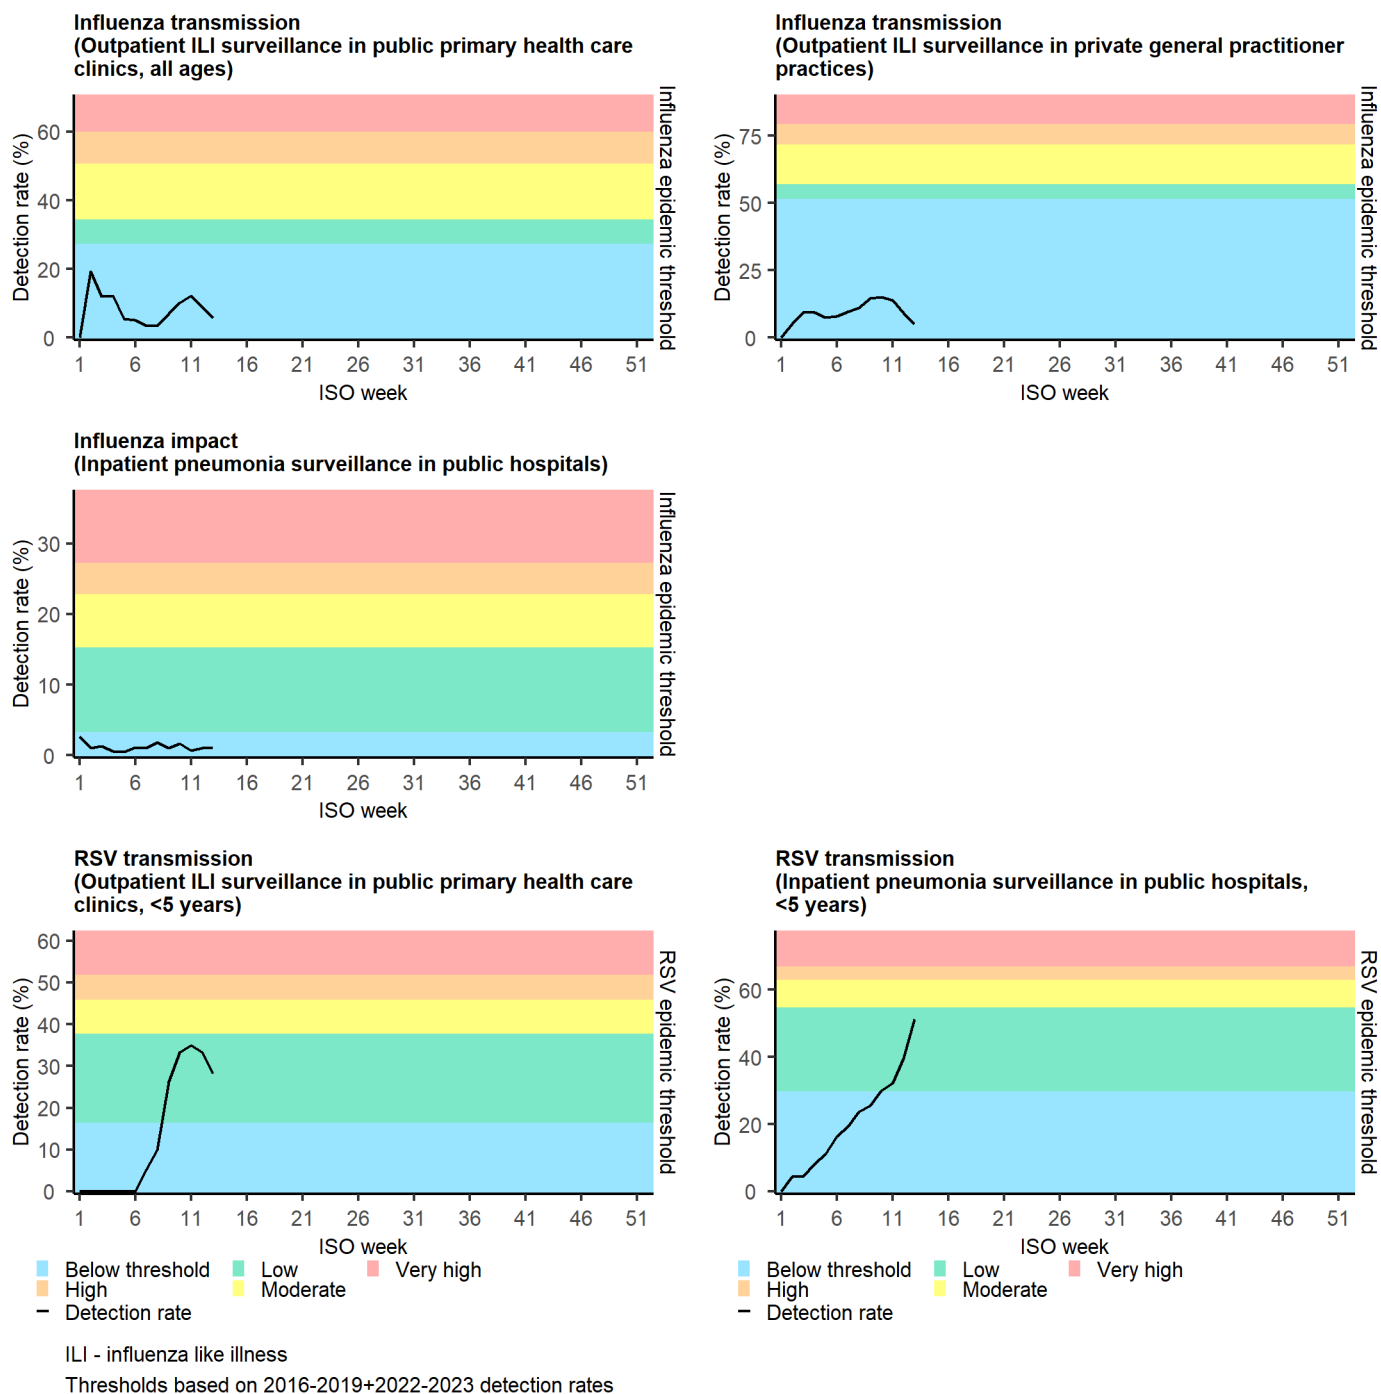 Influenza transmission
(Outpatient ILI surveillance in public primary health care
clinics, all ages)
Detection rate (%)
60
40
20
0
1 6 11 16 21 26 31 36 41 46 51
ISO week
Influenza epidemic threshold
Influenza transmission
(Outpatient ILI surveillance in private general practitioner
practices)
Detection rate (%)
75
50
25
0
1 6 11 16 21 26 31 36 41 46 51
ISO week
Influenza epidemic threshold
Influenza impact
(Inpatient pneumonia surveillance in public hospitals)
Detection rate (%)
30
20
10
0
1 6 11 16 21 26 31 36 41 46 51
ISO week
Influenza epidemic threshold
RSV transmission
(Outpatient ILI surveillance in public primary health care
clinics, <5 years)
Detection rate (%)
60
50
40
30
20
10
0
1 6 11 16 21 26 31 36 41 46 51
ISO week
RSV epidemic threshold
Below threshold Low Very high
High Moderate
Detection rate
RSV transmission
(Inpatient pneumonia surveillance in public hospitals,
<5 years)
Detection rate (%)
60
40
20
0
1 6 11 16 21 26 31 36 41 46 51
ISO week
RSV epidemic threshold
Below threshold Low Very high
High Moderate
Detection rate
ILI - influenza like illness
Thresholds based on 2016-2019+2022-2023 detection rates